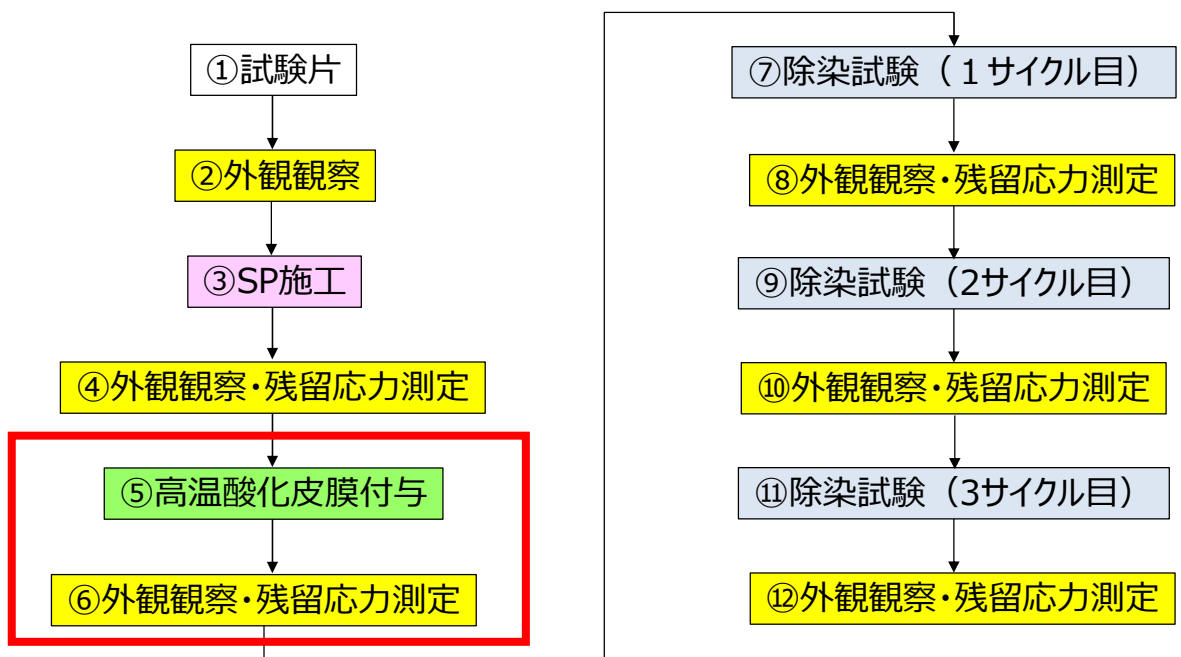 ①試験片
②外観観察
③SP施工
④外観観察・残留応力測定
⑤高温酸化皮膜付与
⑥外観観察・残留応力測定
⑦除染試験（１サイクル目）
⑧外観観察・残留応力測定
⑨除染試験（2サイクル目）
⑩外観観察・残留応力測定
⑪除染試験（3サイクル目）
⑫外観観察・残留応力測定